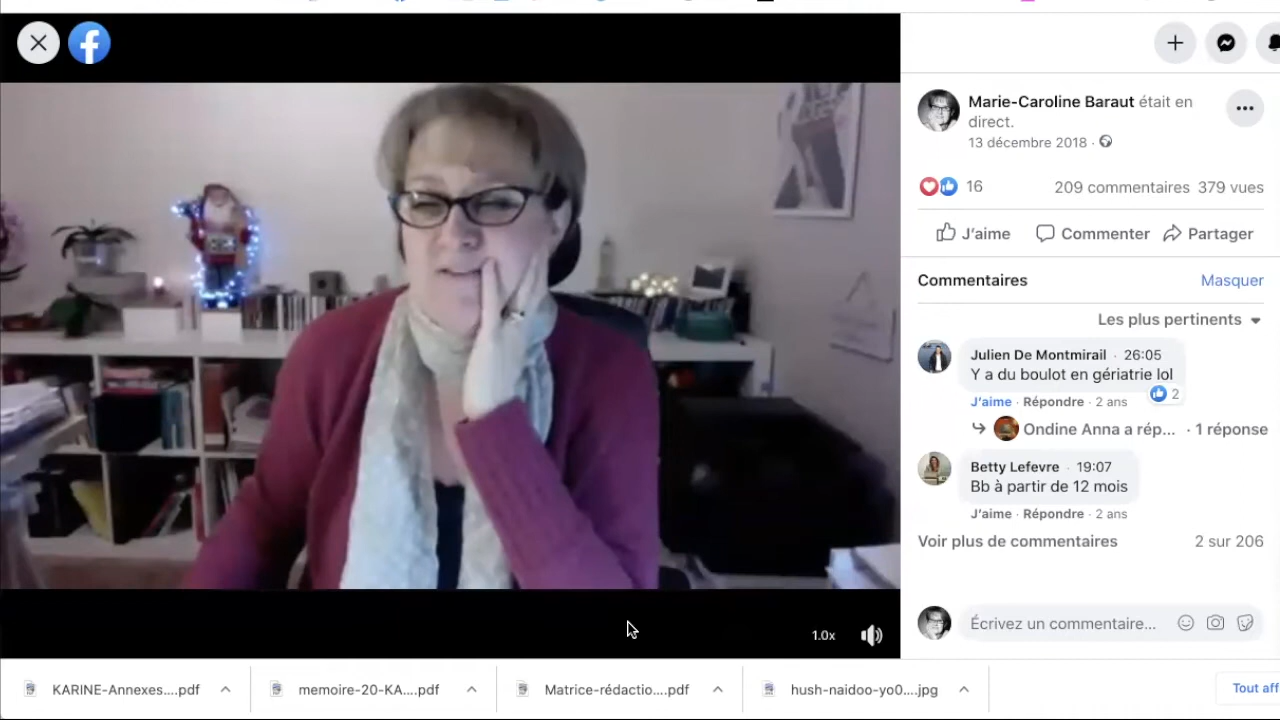 Marie-Caroline Baraut était en
direct.
13 décembre 2018 ·
16
209 commentaires 379 vues
J'aime
Commenter
Partager
Commentaires
Masquer
Les plus pertinents
Julien De Montmirail · 26:05
Y a du boulot en gériatrie lol
2
J'aime · Répondre · 2 ans
Ondine Anna a rép... · 1 réponse
Betty Lefevre · 19:07
Bb à partir de 12 mois
J'aime · Répondre · 2 ans
Voir plus de commentaires
2 sur 206
Écrivez un commentaire...
1.0x
KARINE-Annexes....pdf
memoire-20-KA....pdf
Matrice-rédactio....pdf
hush-naidoo-yo0....jpg
Tout aff